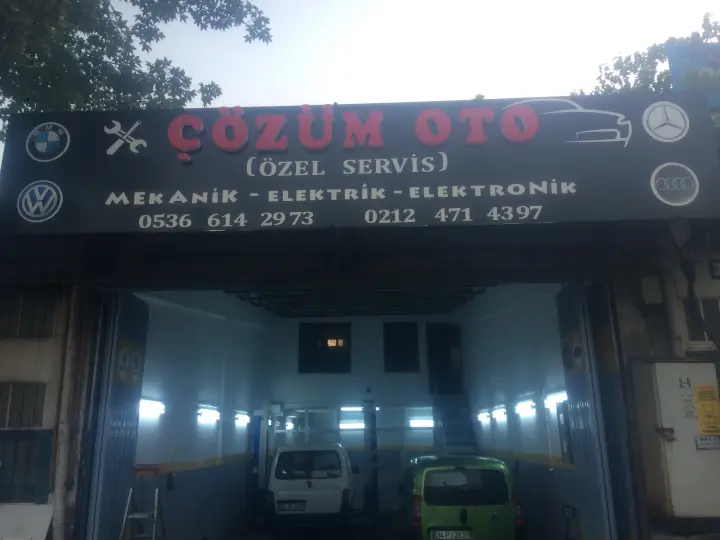 ÇÖZÜM OTO
(ÖZEL SERVİS)
MEKANİK - ELEKTRİK - ELEKTRONİK
0536 614 2973 0212 471 4397